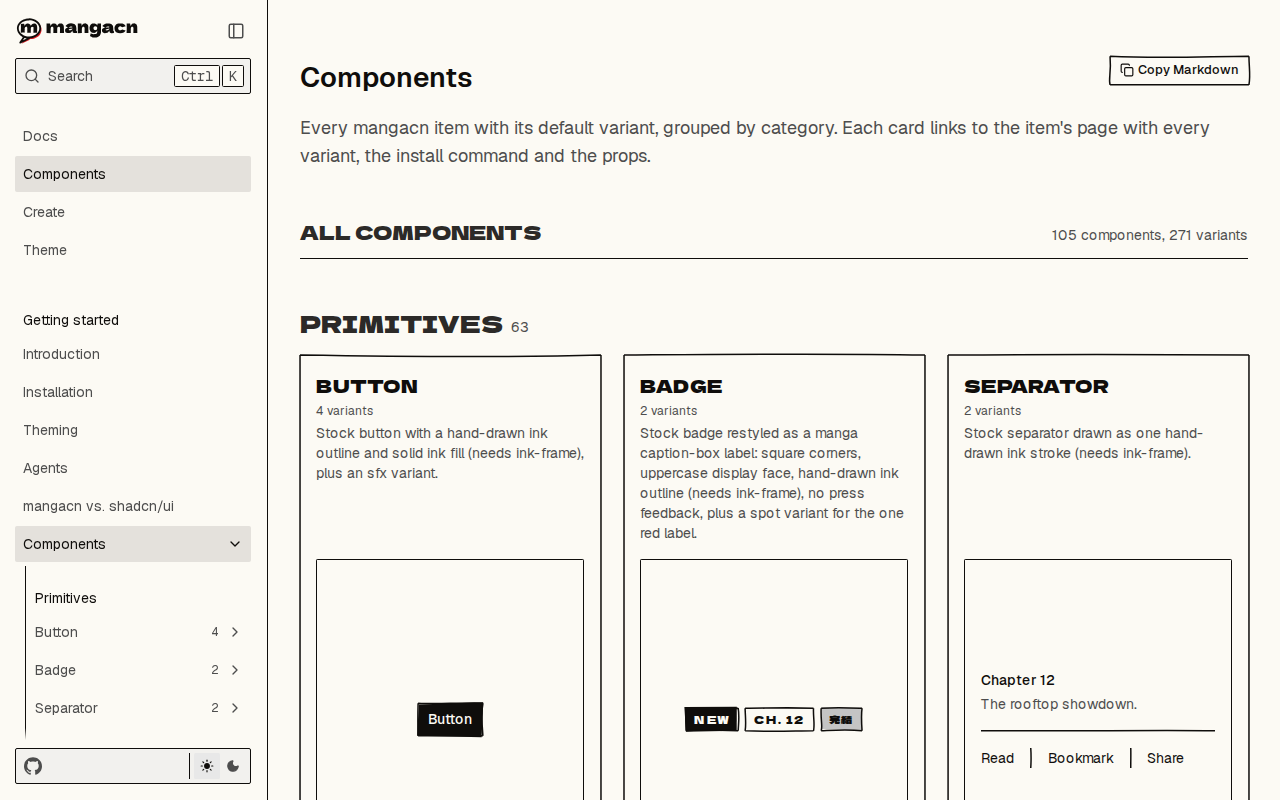 mangacn
Search
Ctrl K
Docs
Components
Create
Theme
Getting started
Introduction
Installation
Theming
Agents
mangacn vs. shadcn/ui
Components
Primitives
Button 4
Badge 2
Separator 2
Components
Copy Markdown
Every mangacn item with its default variant, grouped by category. Each card links to the item's page with every
variant, the install command and the props.
ALL COMPONENTS
105 components, 271 variants
PRIMITIVES 63
BUTTON
4 variants
Stock button with a hand-drawn ink
outline and solid ink fill (needs ink-frame),
plus an sfx variant.
Button
BADGE
2 variants
Stock badge restyled as a manga
caption-box label: square corners,
uppercase display face, hand-drawn ink
outline (needs ink-frame), no press
feedback, plus a spot variant for the one
red label.
NEW CH. 12 完結
SEPARATOR
2 variants
Stock separator drawn as one hand-
drawn ink stroke (needs ink-frame).
Chapter 12
The rooftop showdown.
Read Bookmark Share